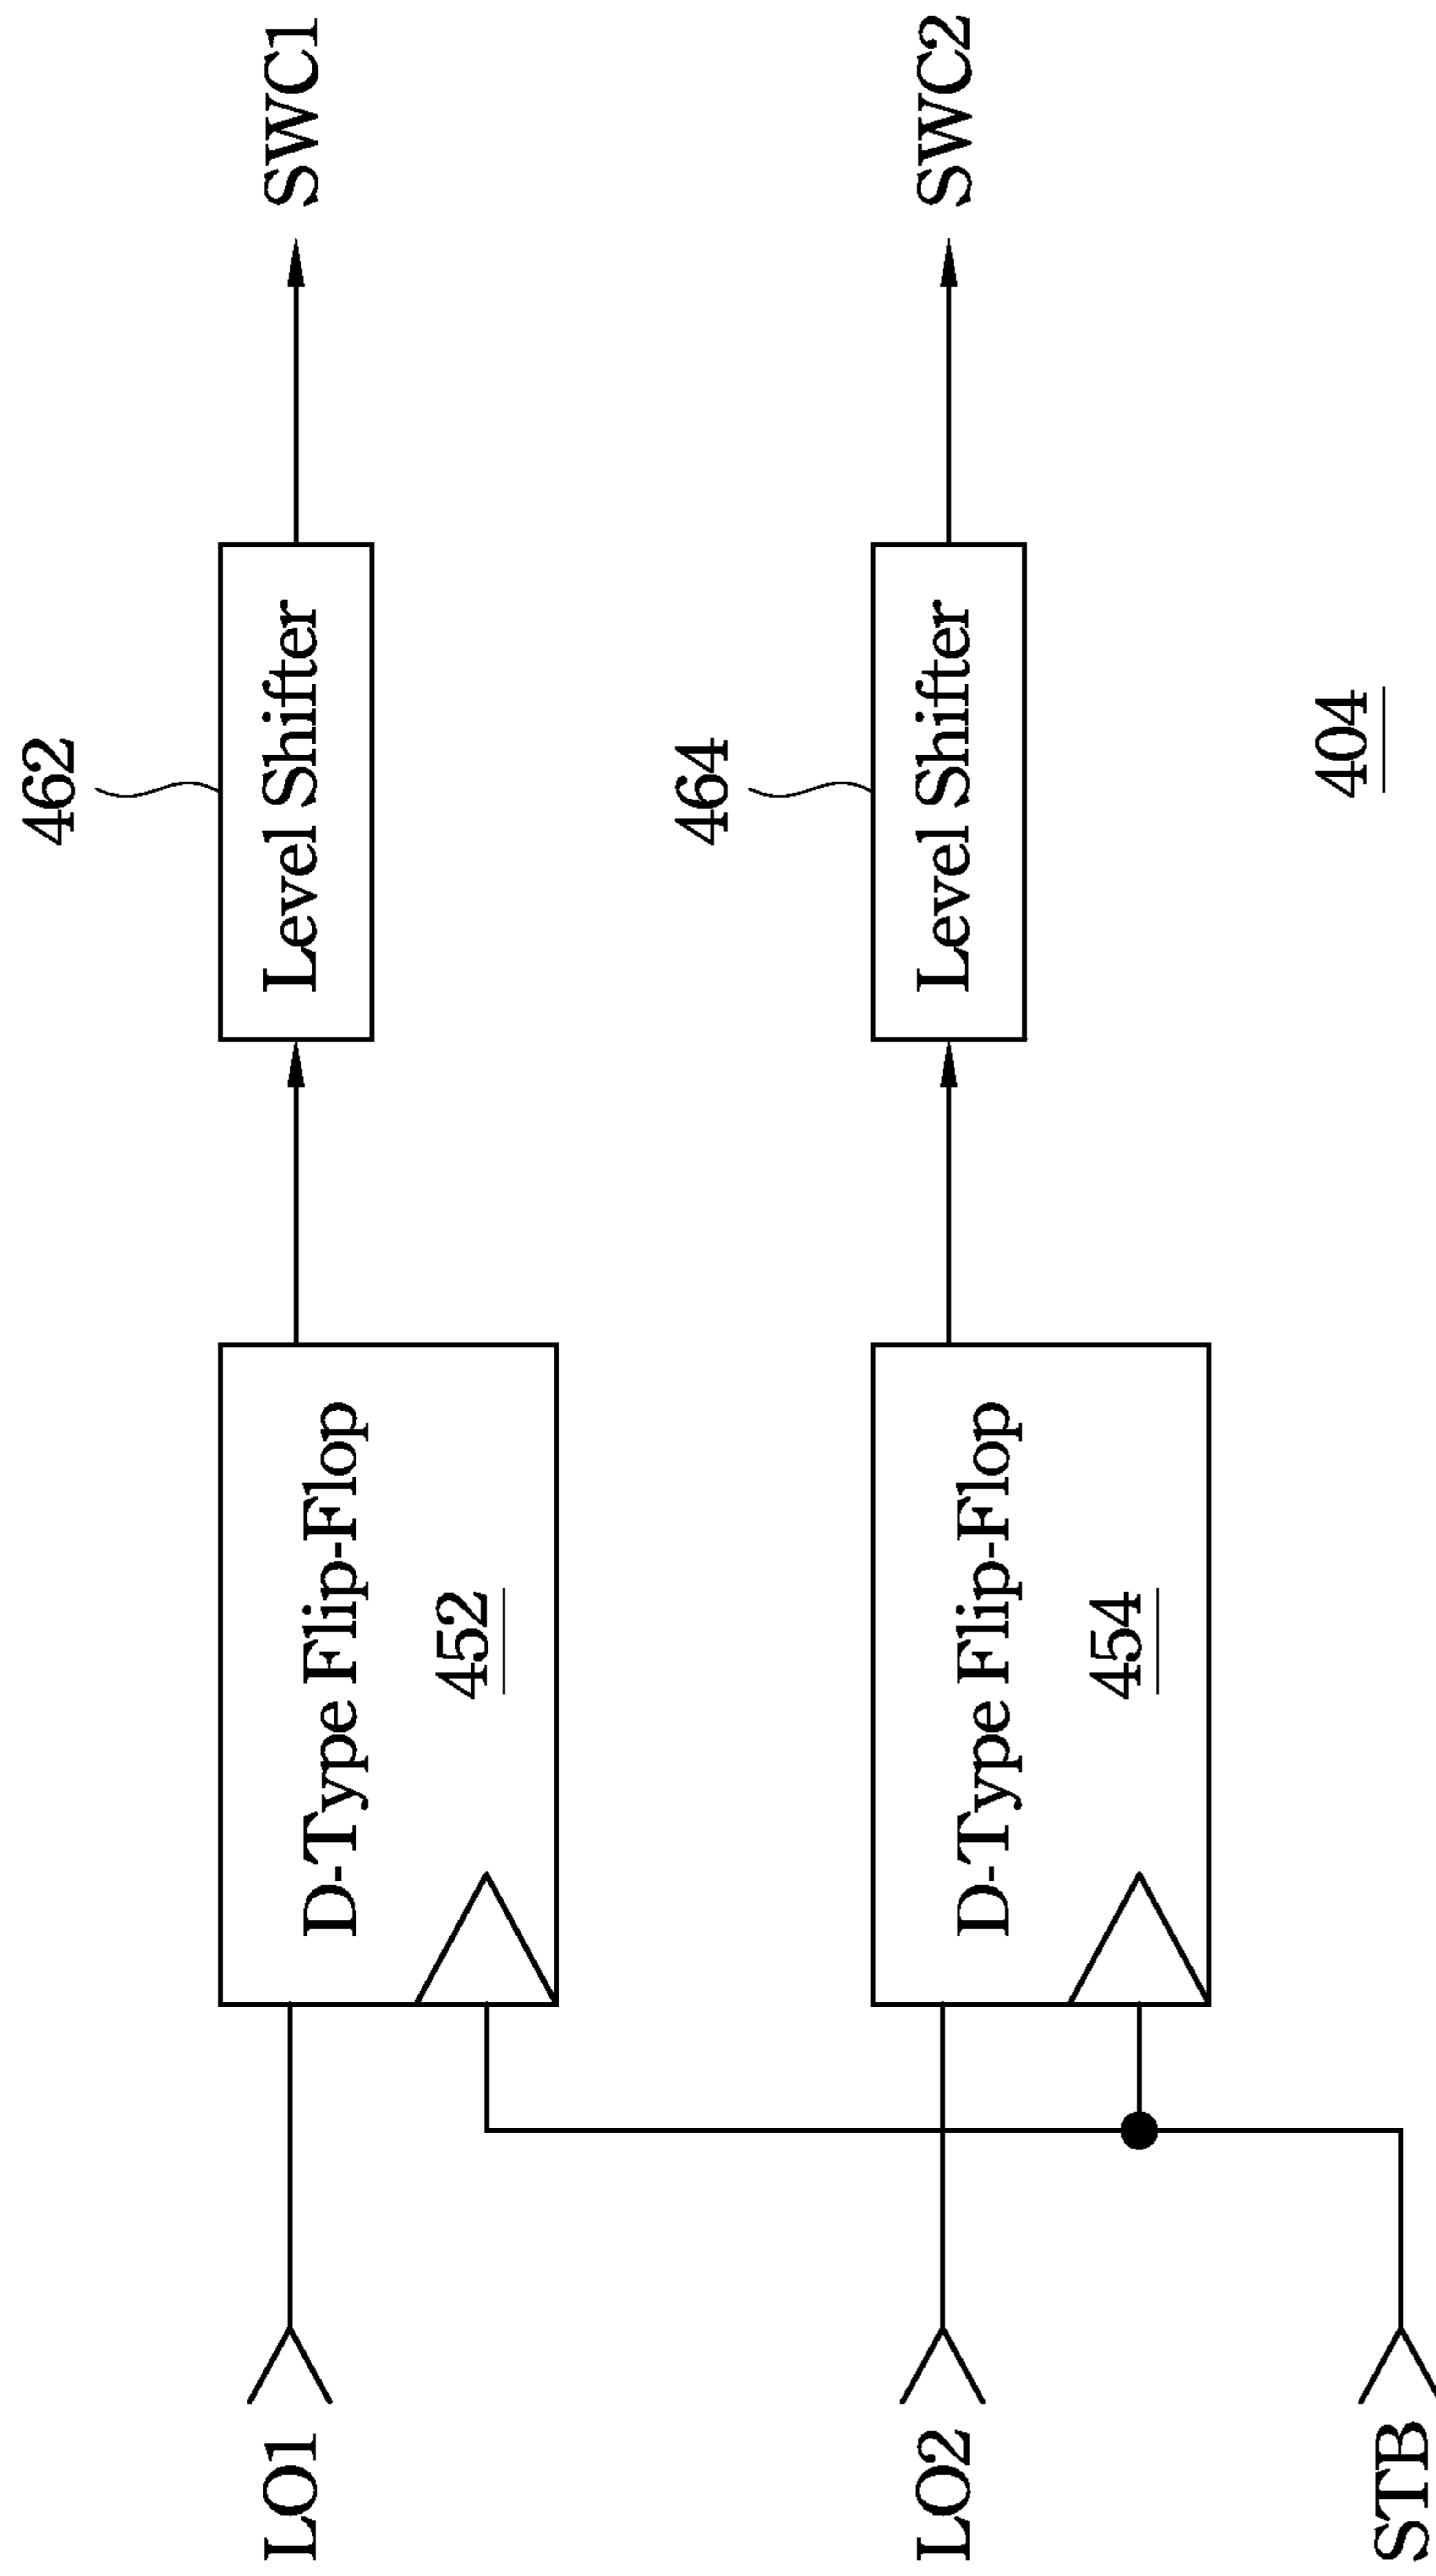 LO1
D-Type Flip-Flop
452
462
Level Shifter
SWC1
LO2
D-Type Flip-Flop
454
464
Level Shifter
SWC2
STB
404